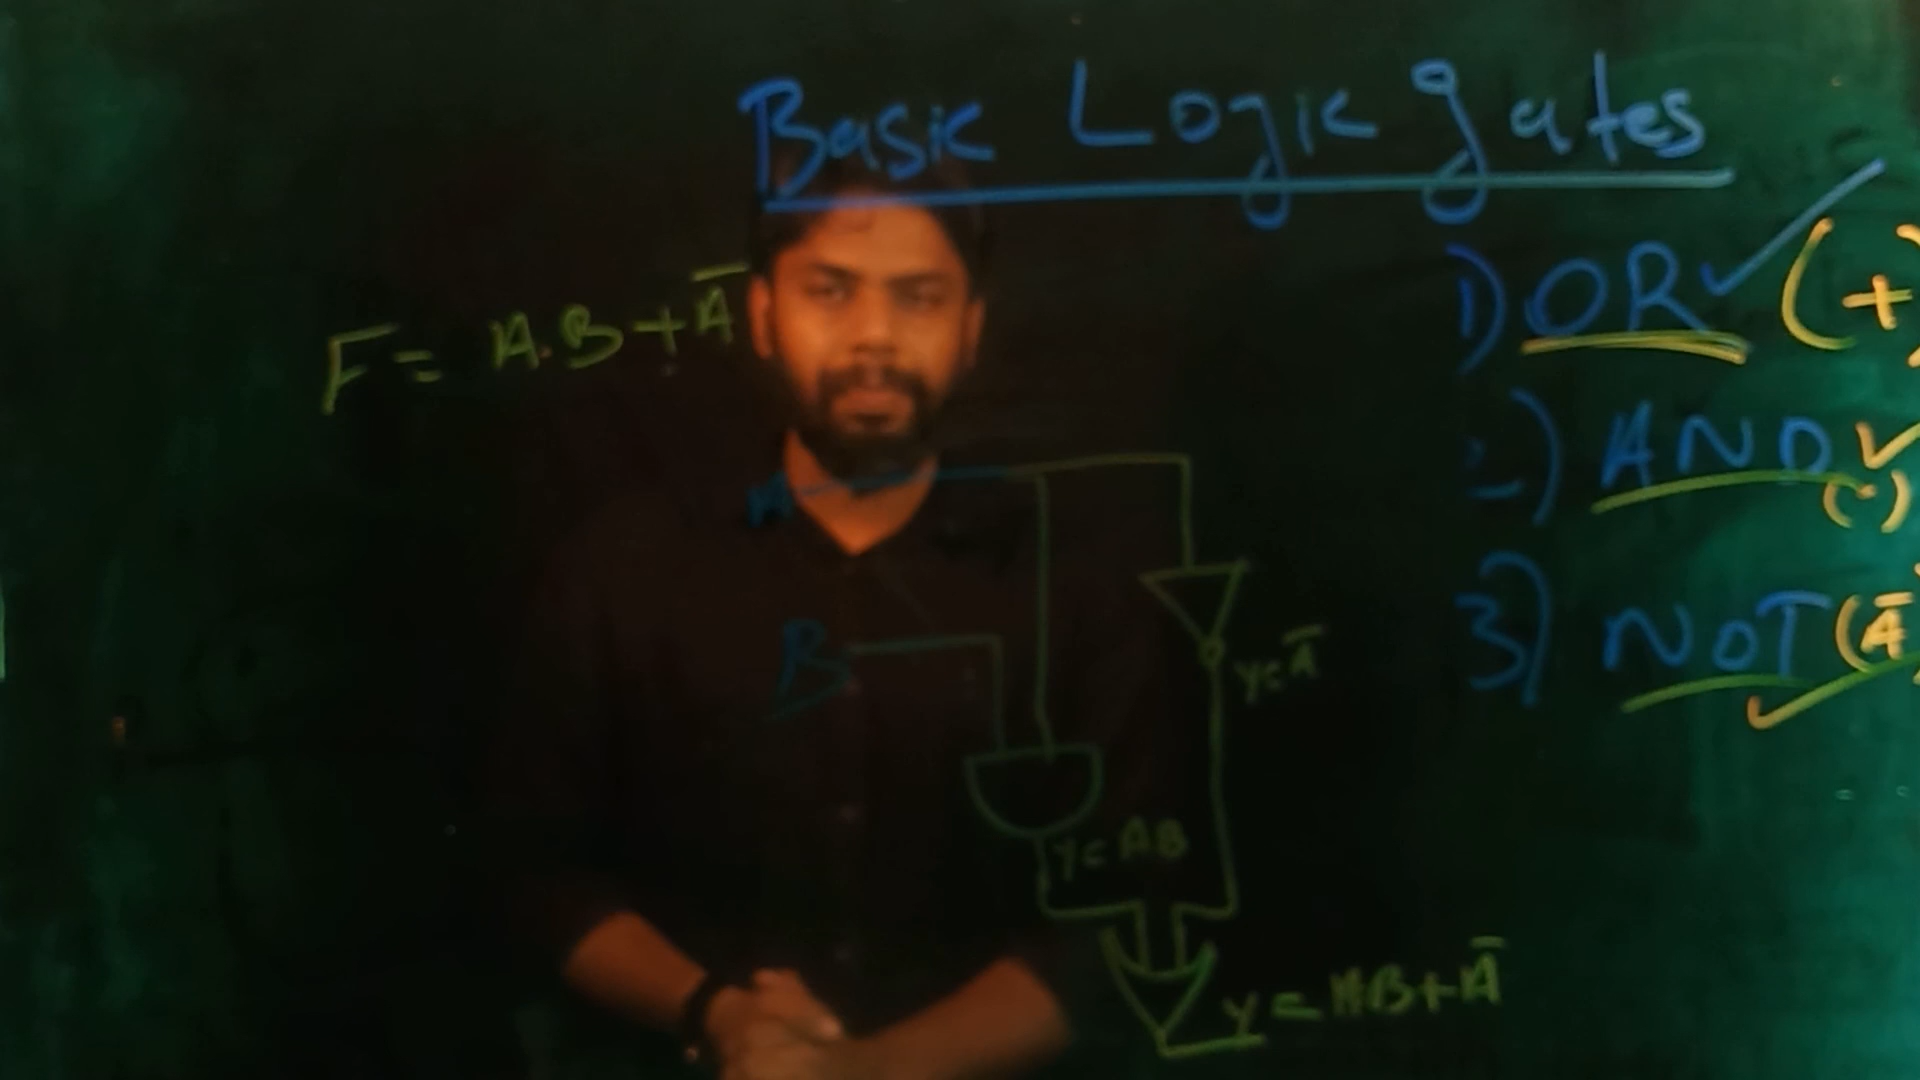 Basic Logic gates
F = A.B + A̅
1) OR (+)
2) AND (·)
3) NOT (A̅)
A
B
Y = A̅
Y = AB
Y = AB + A̅